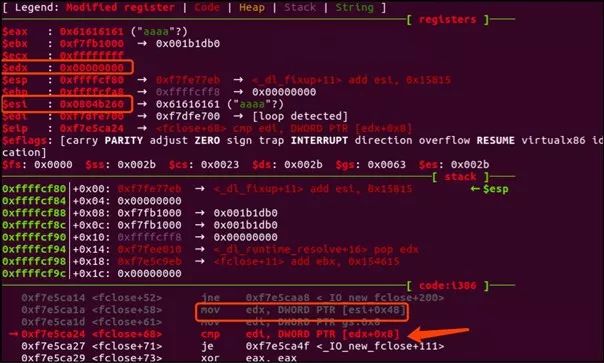 [ Legend: Modified register | Code | Heap | Stack | String ]
[ registers ]
$eax : 0x61616161 ("aaaa"?)
$ebx : 0xf7fb1000 → 0x001b1db0
$ecx : 0xffffffff
$edx : 0x00000000
$esp : 0xffffcf80 → 0xf7fe77eb → <_dl_fixup+11> add esi, 0x15815
$ebp : 0xffffcfa8 → 0xffffcff8 → 0x00000000
$esi : 0x0804b260 → 0x61616161 ("aaaa"?)
$edi : 0xf7dfe700 → 0xf7dfe700 → [loop detected]
$eip : 0xf7e5ca24 → <fclose+68> cmp edi, DWORD PTR [edx+0x8]
$eflags: [carry PARITY adjust ZERO sign trap INTERRUPT direction overflow RESUME virtualx86 id
cation]
$fs: 0x0000 $ss: 0x002b $cs: 0x0023 $ds: 0x002b $gs: 0x0063 $es: 0x002b
[ stack ]
0xffffcf80│+0x00: 0xf7fe77eb → <_dl_fixup+11> add esi, 0x15815 ←$esp
0xffffcf84│+0x04: 0x00000000
0xffffcf88│+0x08: 0xf7fb1000 → 0x001b1db0
0xffffcf8c│+0x0c: 0xf7fb1000 → 0x001b1db0
0xffffcf90│+0x10: 0xffffcff8 → 0x00000000
0xffffcf94│+0x14: 0xf7fee010 → <_dl_runtime_resolve+16> pop edx
0xffffcf98│+0x18: 0xf7e5c9eb → <fclose+11> add ebx, 0x154615
0xffffcf9c│+0x1c: 0x00000000
[ code:i386 ]
0xf7e5ca14 <fclose+52> jne 0xf7e5caa8 <_IO_new_fclose+200>
0xf7e5ca1a <fclose+58> mov edx, DWORD PTR [esi+0x48]
0xf7e5ca1d <fclose+61> mov edi, DWORD PTR gs:0x8
→ 0xf7e5ca24 <fclose+68> cmp edi, DWORD PTR [edx+0x8]
0xf7e5ca27 <fclose+71> je 0xf7e5ca4f <_IO_new_fclose+111>
0xf7e5ca29 <fclose+73> xor eax, eax